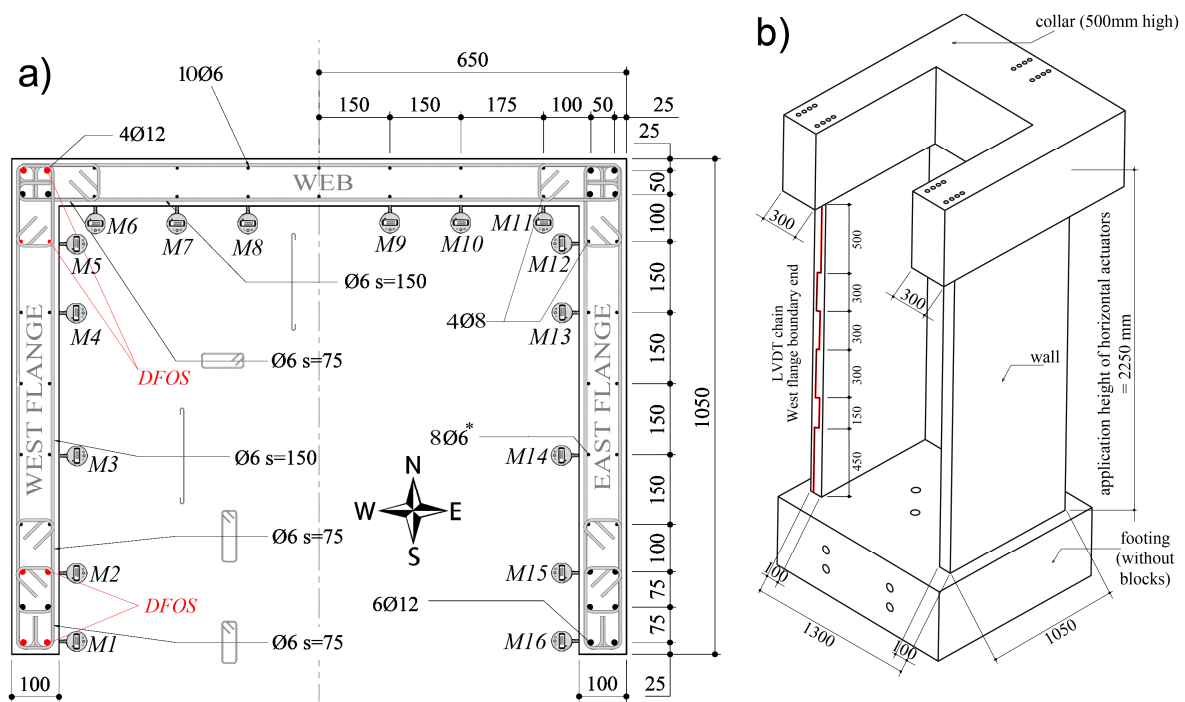 a)
650
10Ø6
150
150
175
100
50
25
25
4Ø12
WEB
50
100
M6
M7
M8
M9
M10
M11
M5
M12
Ø6 s=150
150
M4
4Ø8
M13
Ø6 s=75
DFOS
150
WEST FLANGE
EAST FLANGE
150
1050
8Ø6*
M3
Ø6 s=150
M14
N
W
E
S
150
Ø6 s=75
100
M2
M15
DFOS
6Ø12
75
75
M1
Ø6 s=75
M16
100
100
25
b)
collar (500mm high)
300
300
500
300
300
300
150
450
LVDT chain
West flange boundary end
wall
application height of horizontal actuators
= 2250 mm
footing
(without
blocks)
100
1300
100
1050